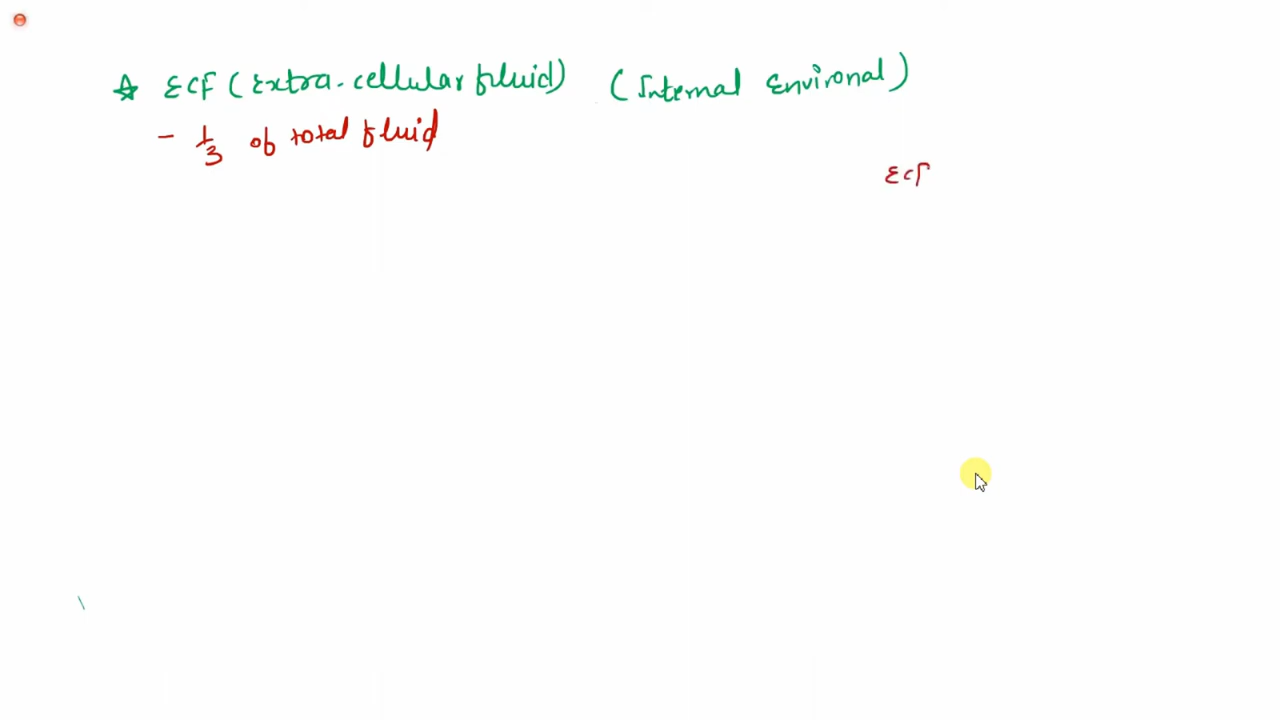 ☆ ECF (Extra-cellular fluid) (Internal Environal)
- 1/3 of total fluid
ECF